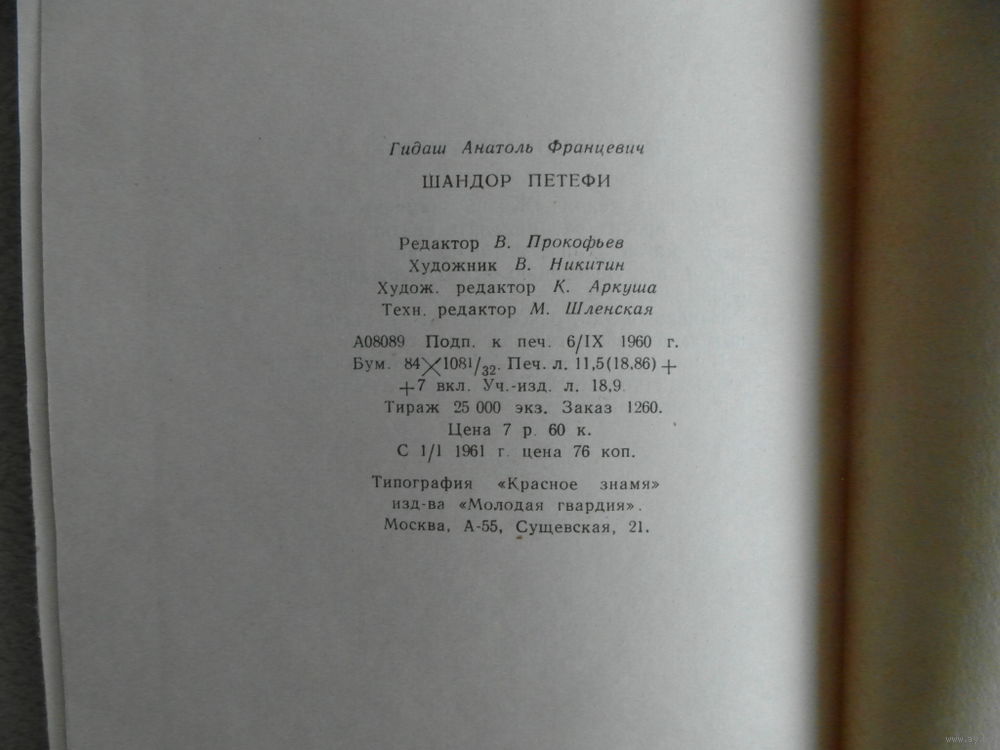 Гидаш Анатоль Францевич
ШАНДОР ПЕТЕФИ
Редактор В. Прокофьев
Художник В. Никитин
Худож. редактор К. Аркуша
Техн. редактор М. Шленская
А08089 Подп. к печ. 6/IX 1960 г.
Бум. 84×1081/32. Печ. л. 11,5(18,86)+
+7 вкл. Уч.-изд. л. 18,9.
Тираж 25 000 экз. Заказ 1260.
Цена 7 р. 60 к.
С 1/1 1961 г. цена 76 коп.
Типография «Красное знамя»
изд-ва «Молодая гвардия».
Москва, А-55, Сущевская, 21.